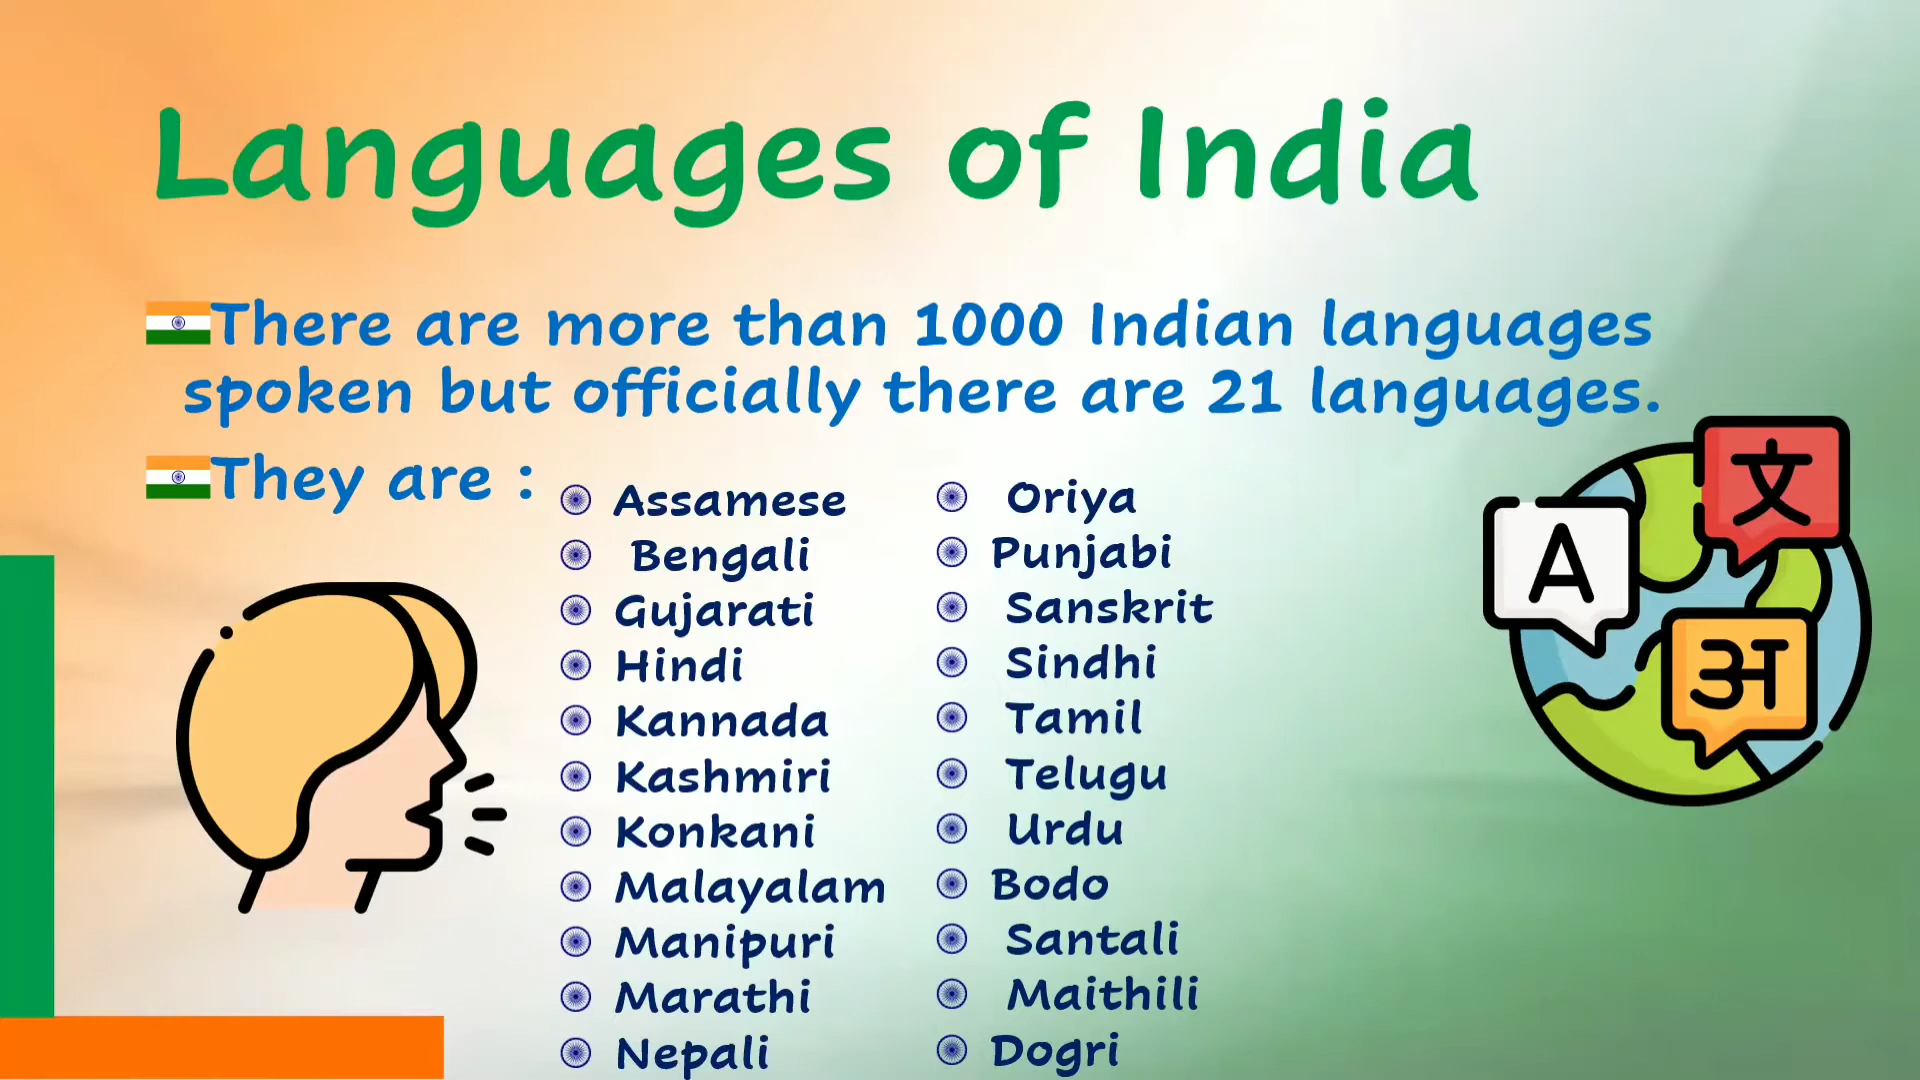 Languages of India
There are more than 1000 Indian languages
spoken but officially there are 21 languages.
They are :
Assamese
Bengali
Gujarati
Hindi
Kannada
Kashmiri
Konkani
Malayalam
Manipuri
Marathi
Nepali
Oriya
Punjabi
Sanskrit
Sindhi
Tamil
Telugu
Urdu
Bodo
Santali
Maithili
Dogri
文
A
अ